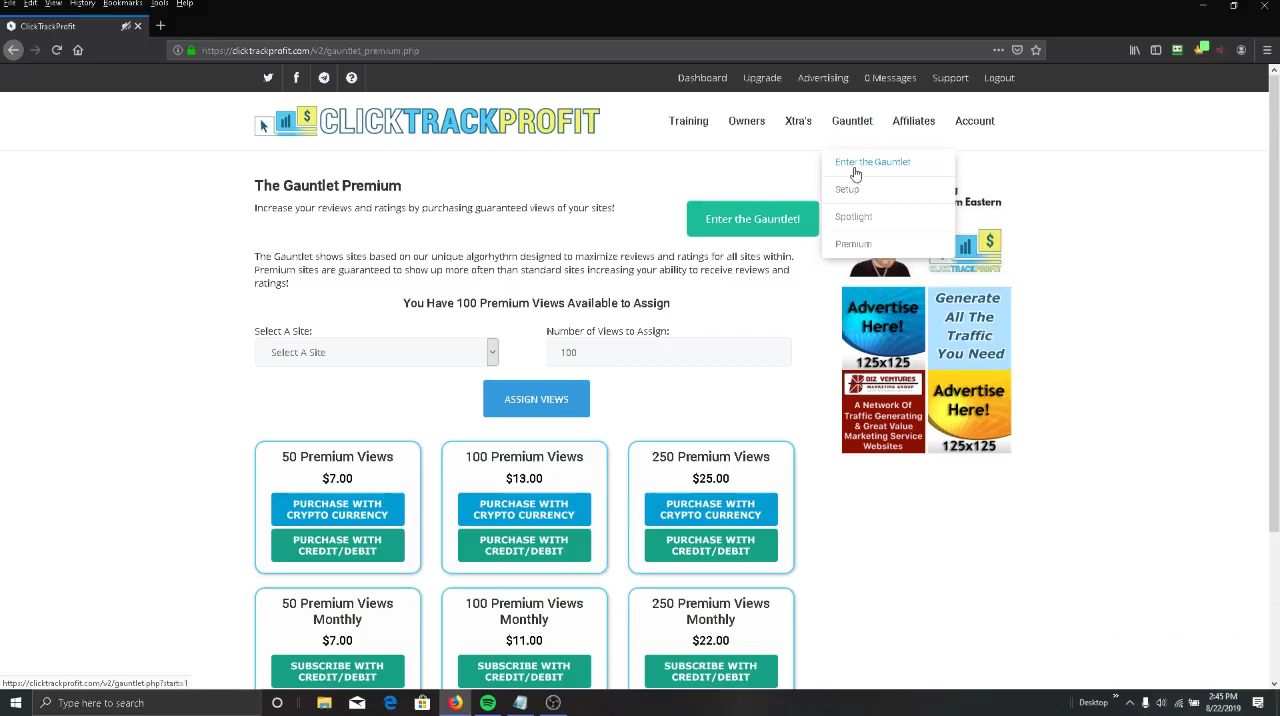 File Edit View History Bookmarks Tools Help
ClickTrackProfit
https://clicktrackprofit.com/v2/gauntlet_premium.php
Dashboard Upgrade Advertising 0 Messages Support Logout
CLICKTRACKPROFIT
Training Owners Xtra's Gauntlet Affiliates Account
Enter the Gauntlet
Setup
Spotlight
Premium
The Gauntlet Premium
Increase your reviews and ratings by purchasing guaranteed views of your sites!
Enter the Gauntlet!
m Eastern
The Gauntlet shows sites based on our unique algorhythm designed to maximize reviews and ratings for all sites within.
Premium sites are guaranteed to show up more often than standard sites increasing your ability to receive reviews and
ratings!
You Have 100 Premium Views Available to Assign
Select A Site:
Number of Views to Assign:
Select A Site
100
ASSIGN VIEWS
CLICKTRACKPROFIT
Advertise
Here!
125x125
Generate
All The
Traffic
You Need
BIZ VENTURES
MARKETING GROUP
A Network Of
Traffic Generating
& Great Value
Marketing Service
Websites
Advertise
Here!
125x125
50 Premium Views
$7.00
PURCHASE WITH
CRYPTO CURRENCY
PURCHASE WITH
CREDIT/DEBIT
100 Premium Views
$13.00
PURCHASE WITH
CRYPTO CURRENCY
PURCHASE WITH
CREDIT/DEBIT
250 Premium Views
$25.00
PURCHASE WITH
CRYPTO CURRENCY
PURCHASE WITH
CREDIT/DEBIT
50 Premium Views
Monthly
$7.00
SUBSCRIBE WITH
CREDIT/DEBIT
100 Premium Views
Monthly
$11.00
SUBSCRIBE WITH
CREDIT/DEBIT
250 Premium Views
Monthly
$22.00
SUBSCRIBE WITH
CREDIT/DEBIT
https://clicktrackprofit.com/v2/gauntlet.php?start=1
Type here to search
Desktop
2:45 PM
8/22/2019